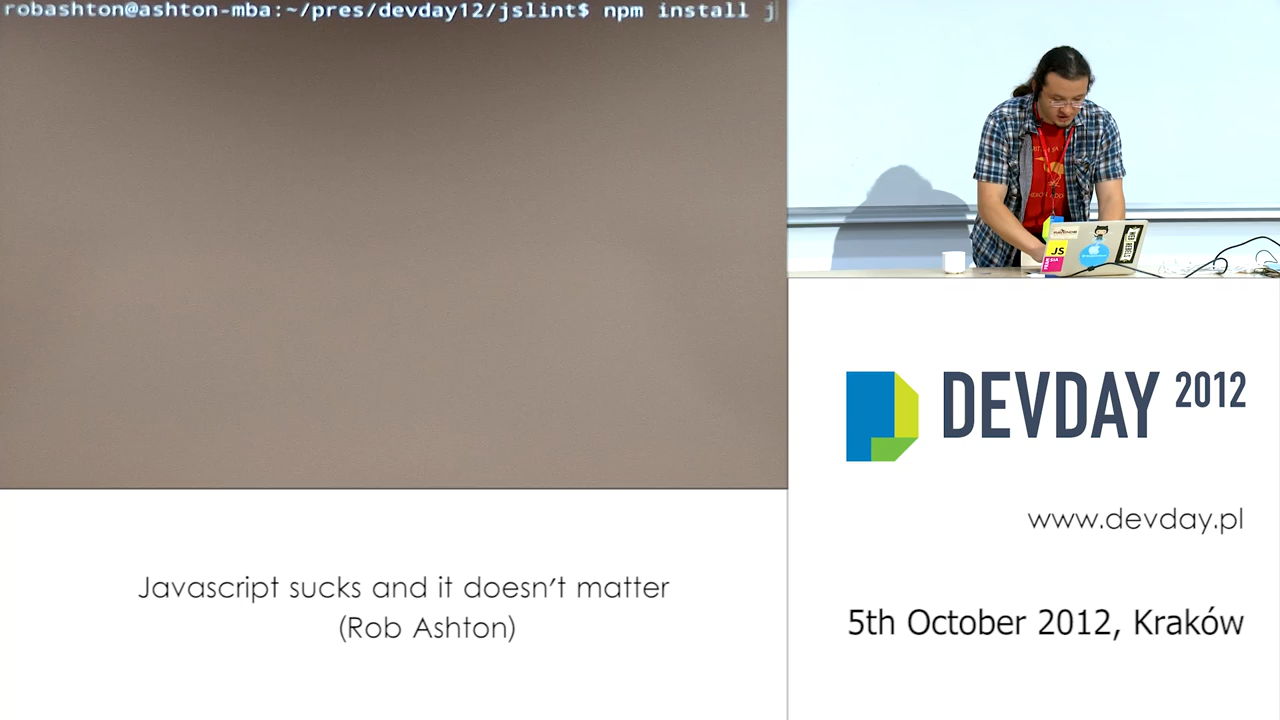 robashton@ashton-mba:~/pres/devday12/jslint$ npm install j
JS
DEVDAY 2012
www.devday.pl
Javascript sucks and it doesn't matter
(Rob Ashton)
5th October 2012, Kraków